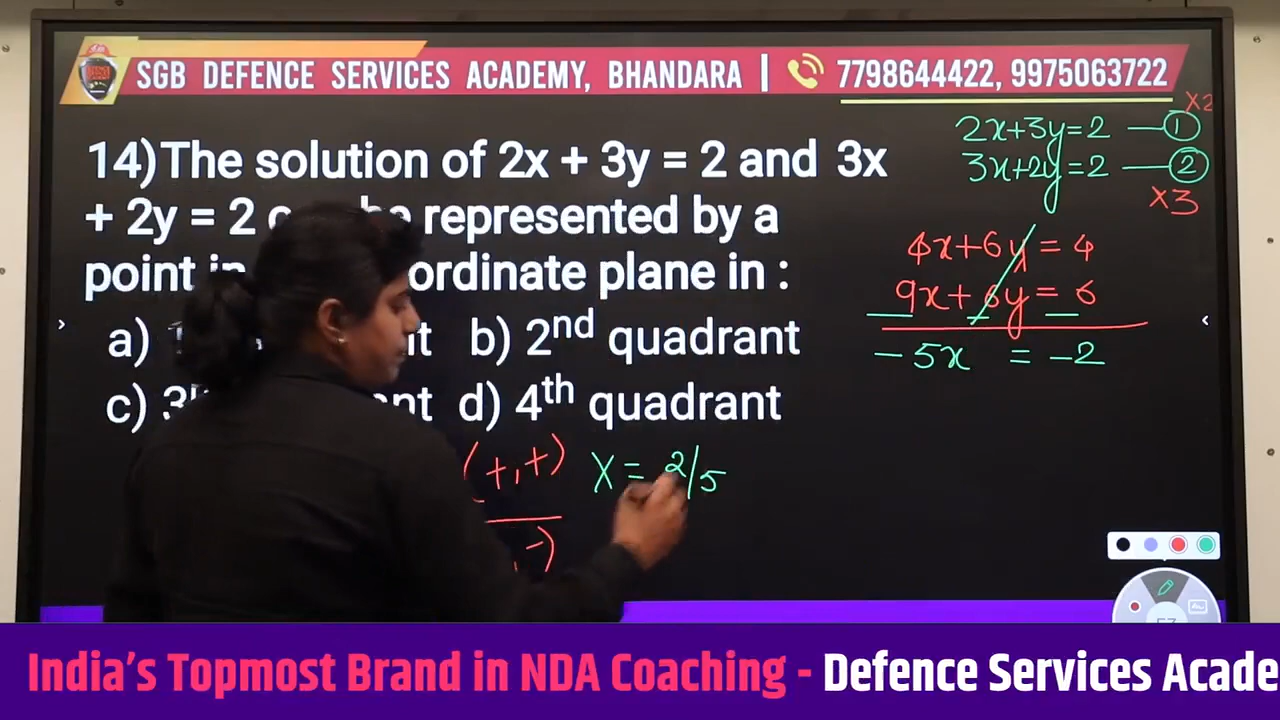 SGB DEFENCE SERVICES ACADEMY, BHANDARA | 7798644422, 9975063722
14) The solution of 2x + 3y = 2 and 3x
+ 2y = 2 be represented by a
point in ordinate plane in :
a) b) 2nd quadrant
c) d) 4th quadrant
×2
2x+3y=2 — 1
3x+2y=2 — 2
×3
4x+6y = 4
9x+6y = 6
-5x = -2
(+,+) X = 2/5
, -)
India's Topmost Brand in NDA Coaching - Defence Services Acade